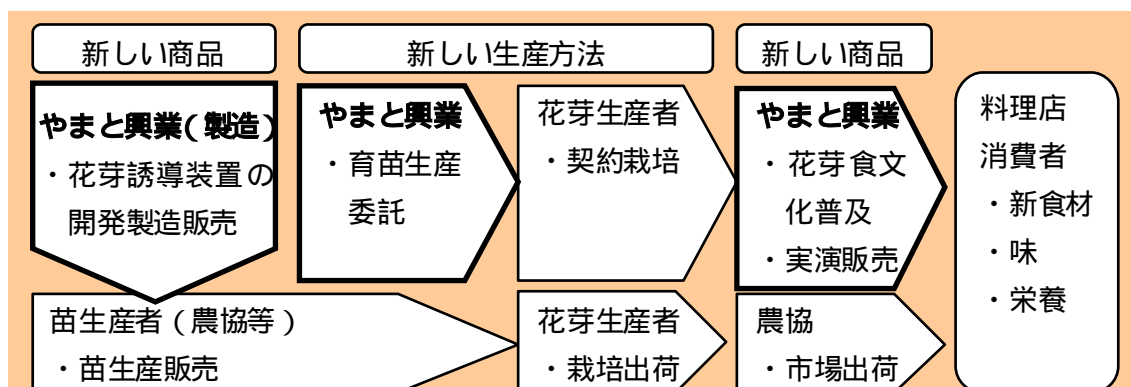 新しい商品
新しい生産方法
新しい商品
やまと興業(製造)
・花芽誘導装置の
開発製造販売
やまと興業
・育苗生産
委託
花芽生産者
・契約栽培
やまと興業
・花芽食文
化普及
・実演販売
料理店
消費者
・新食材
・味
・栄養
苗生産者(農協等)
・苗生産販売
花芽生産者
・栽培出荷
農協
・市場出荷